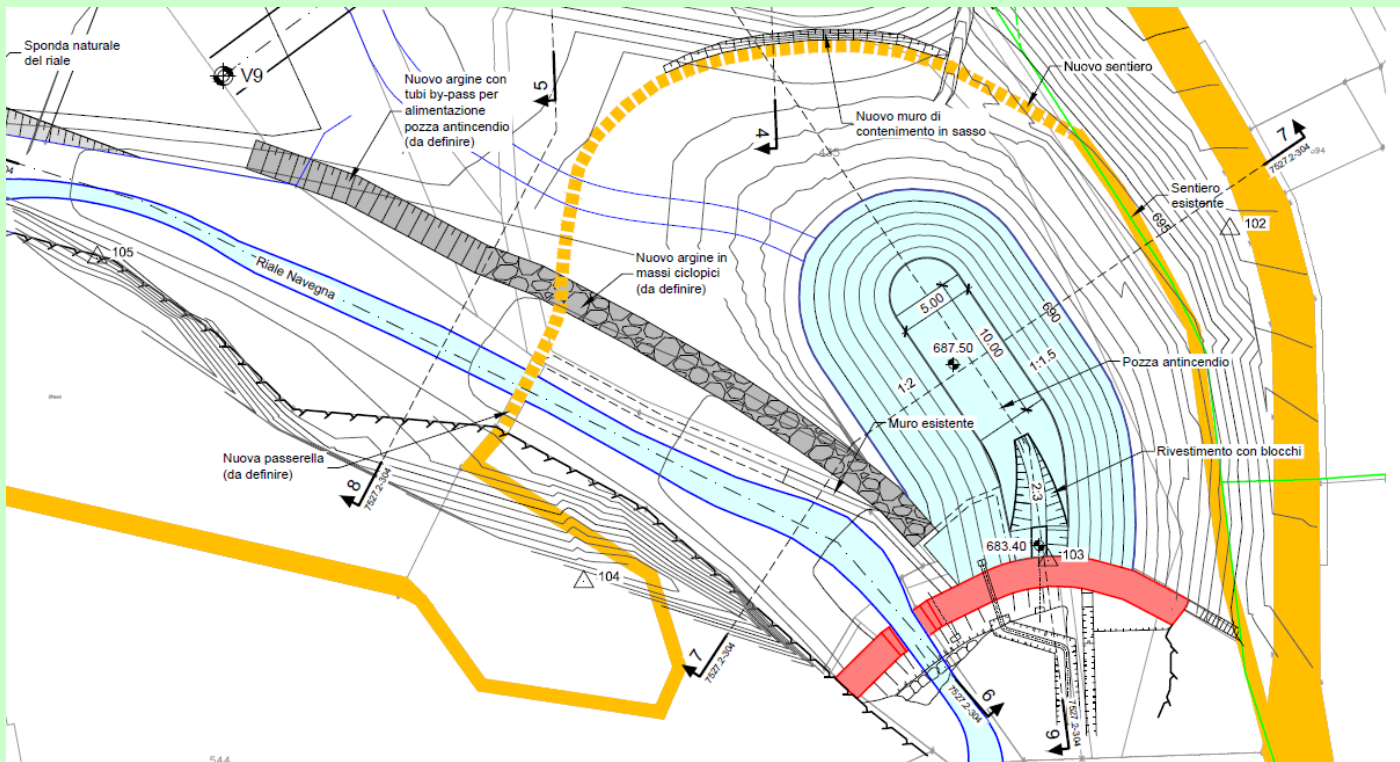 Sponda naturale
del riale
V9
Nuovo argine con
tubi by-pass per
alimentazione
pozza antincendio
(da definire)
5
4
Nuovo muro di
contenimento in sasso
Nuovo sentiero
7
7527.2-304
Sentiero
esistente
695
102
105
Riale Navegna
Nuovo argine in
massi ciclopici
(da definire)
5.00
10.00
690
687.50
1:2
1:1.5
Pozza antincendio
Muro esistente
Rivestimento con blocchi
Nuova passerella
(da definire)
8
7527.2-304
2:3
683.40
103
104
7
7527.2-304
6
7527.2-304
9
7527.2-304
544